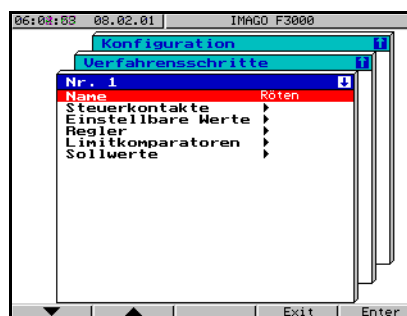 06:02:53 08.02.01 IMAGO F3000
Konfiguration
Verfahrensschritte
Nr. 1
Name Röten
Steuerkontakte
Einstellbare Werte
Regler
Limitkomparatoren
Sollwerte
Exit Enter